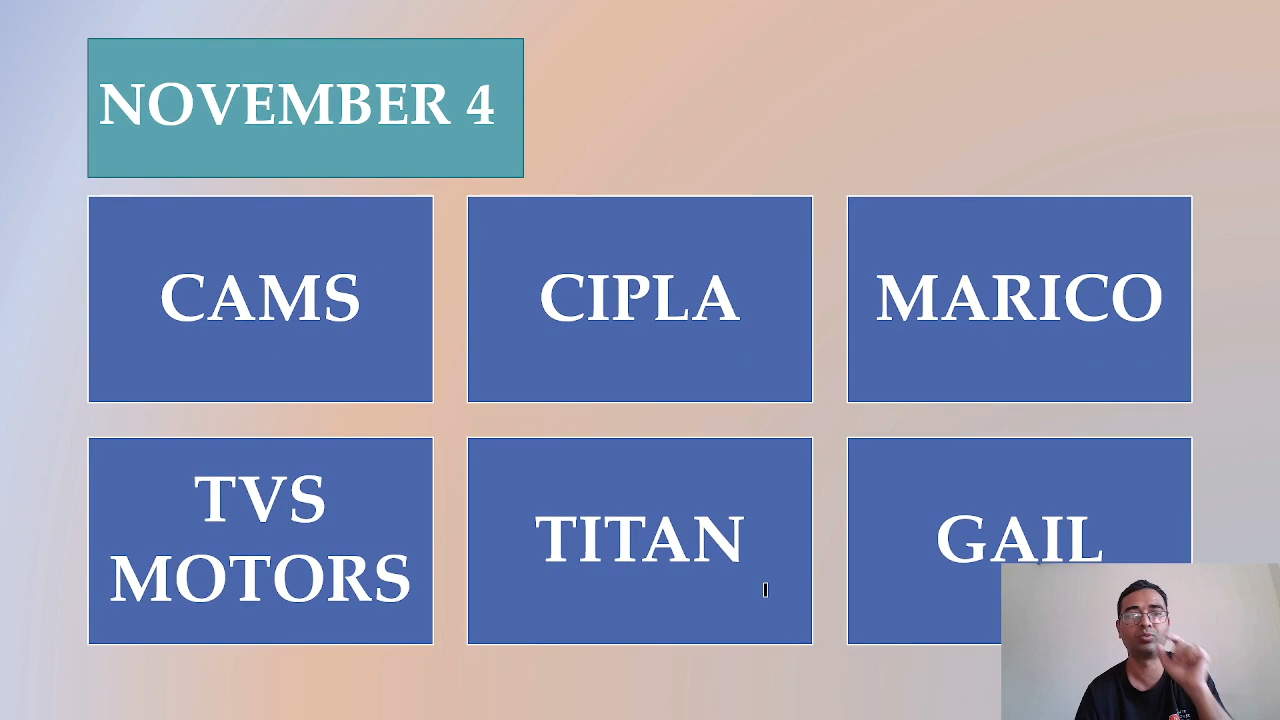 NOVEMBER 4
CAMS
CIPLA
MARICO
TVS
MOTORS
TITAN
GAIL